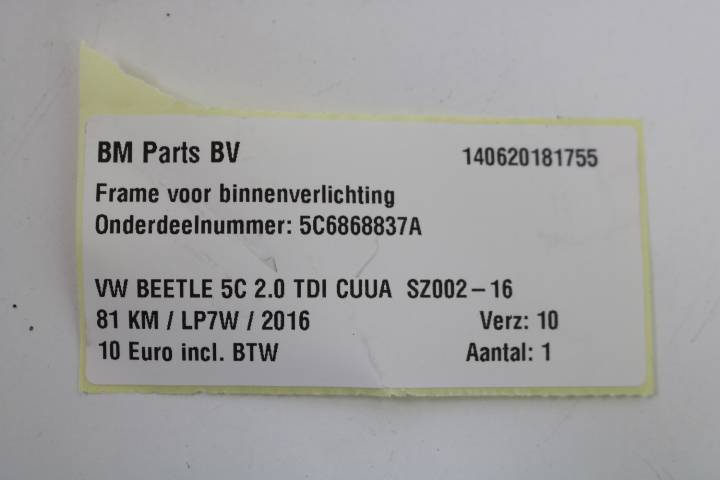 BM Parts BV 140620181755
Frame voor binnenverlichting
Onderdeelnummer: 5C6868837A
VW BEETLE 5C 2.0 TDI CUUA SZ002-16
81 KM / LP7W / 2016 Verz: 10
10 Euro incl. BTW Aantal: 1